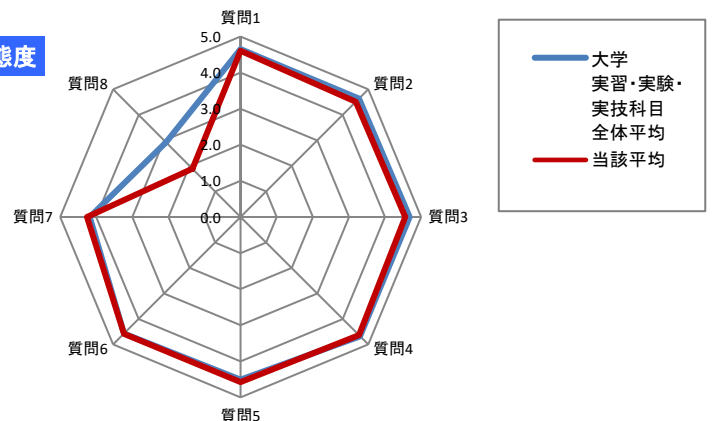 態度
質問1
質問2
質問3
質問4
質問5
質問6
質問7
質問8
5.0
4.0
3.0
2.0
1.0
0.0
大学
実習・実験・
実技科目
全体平均
当該平均